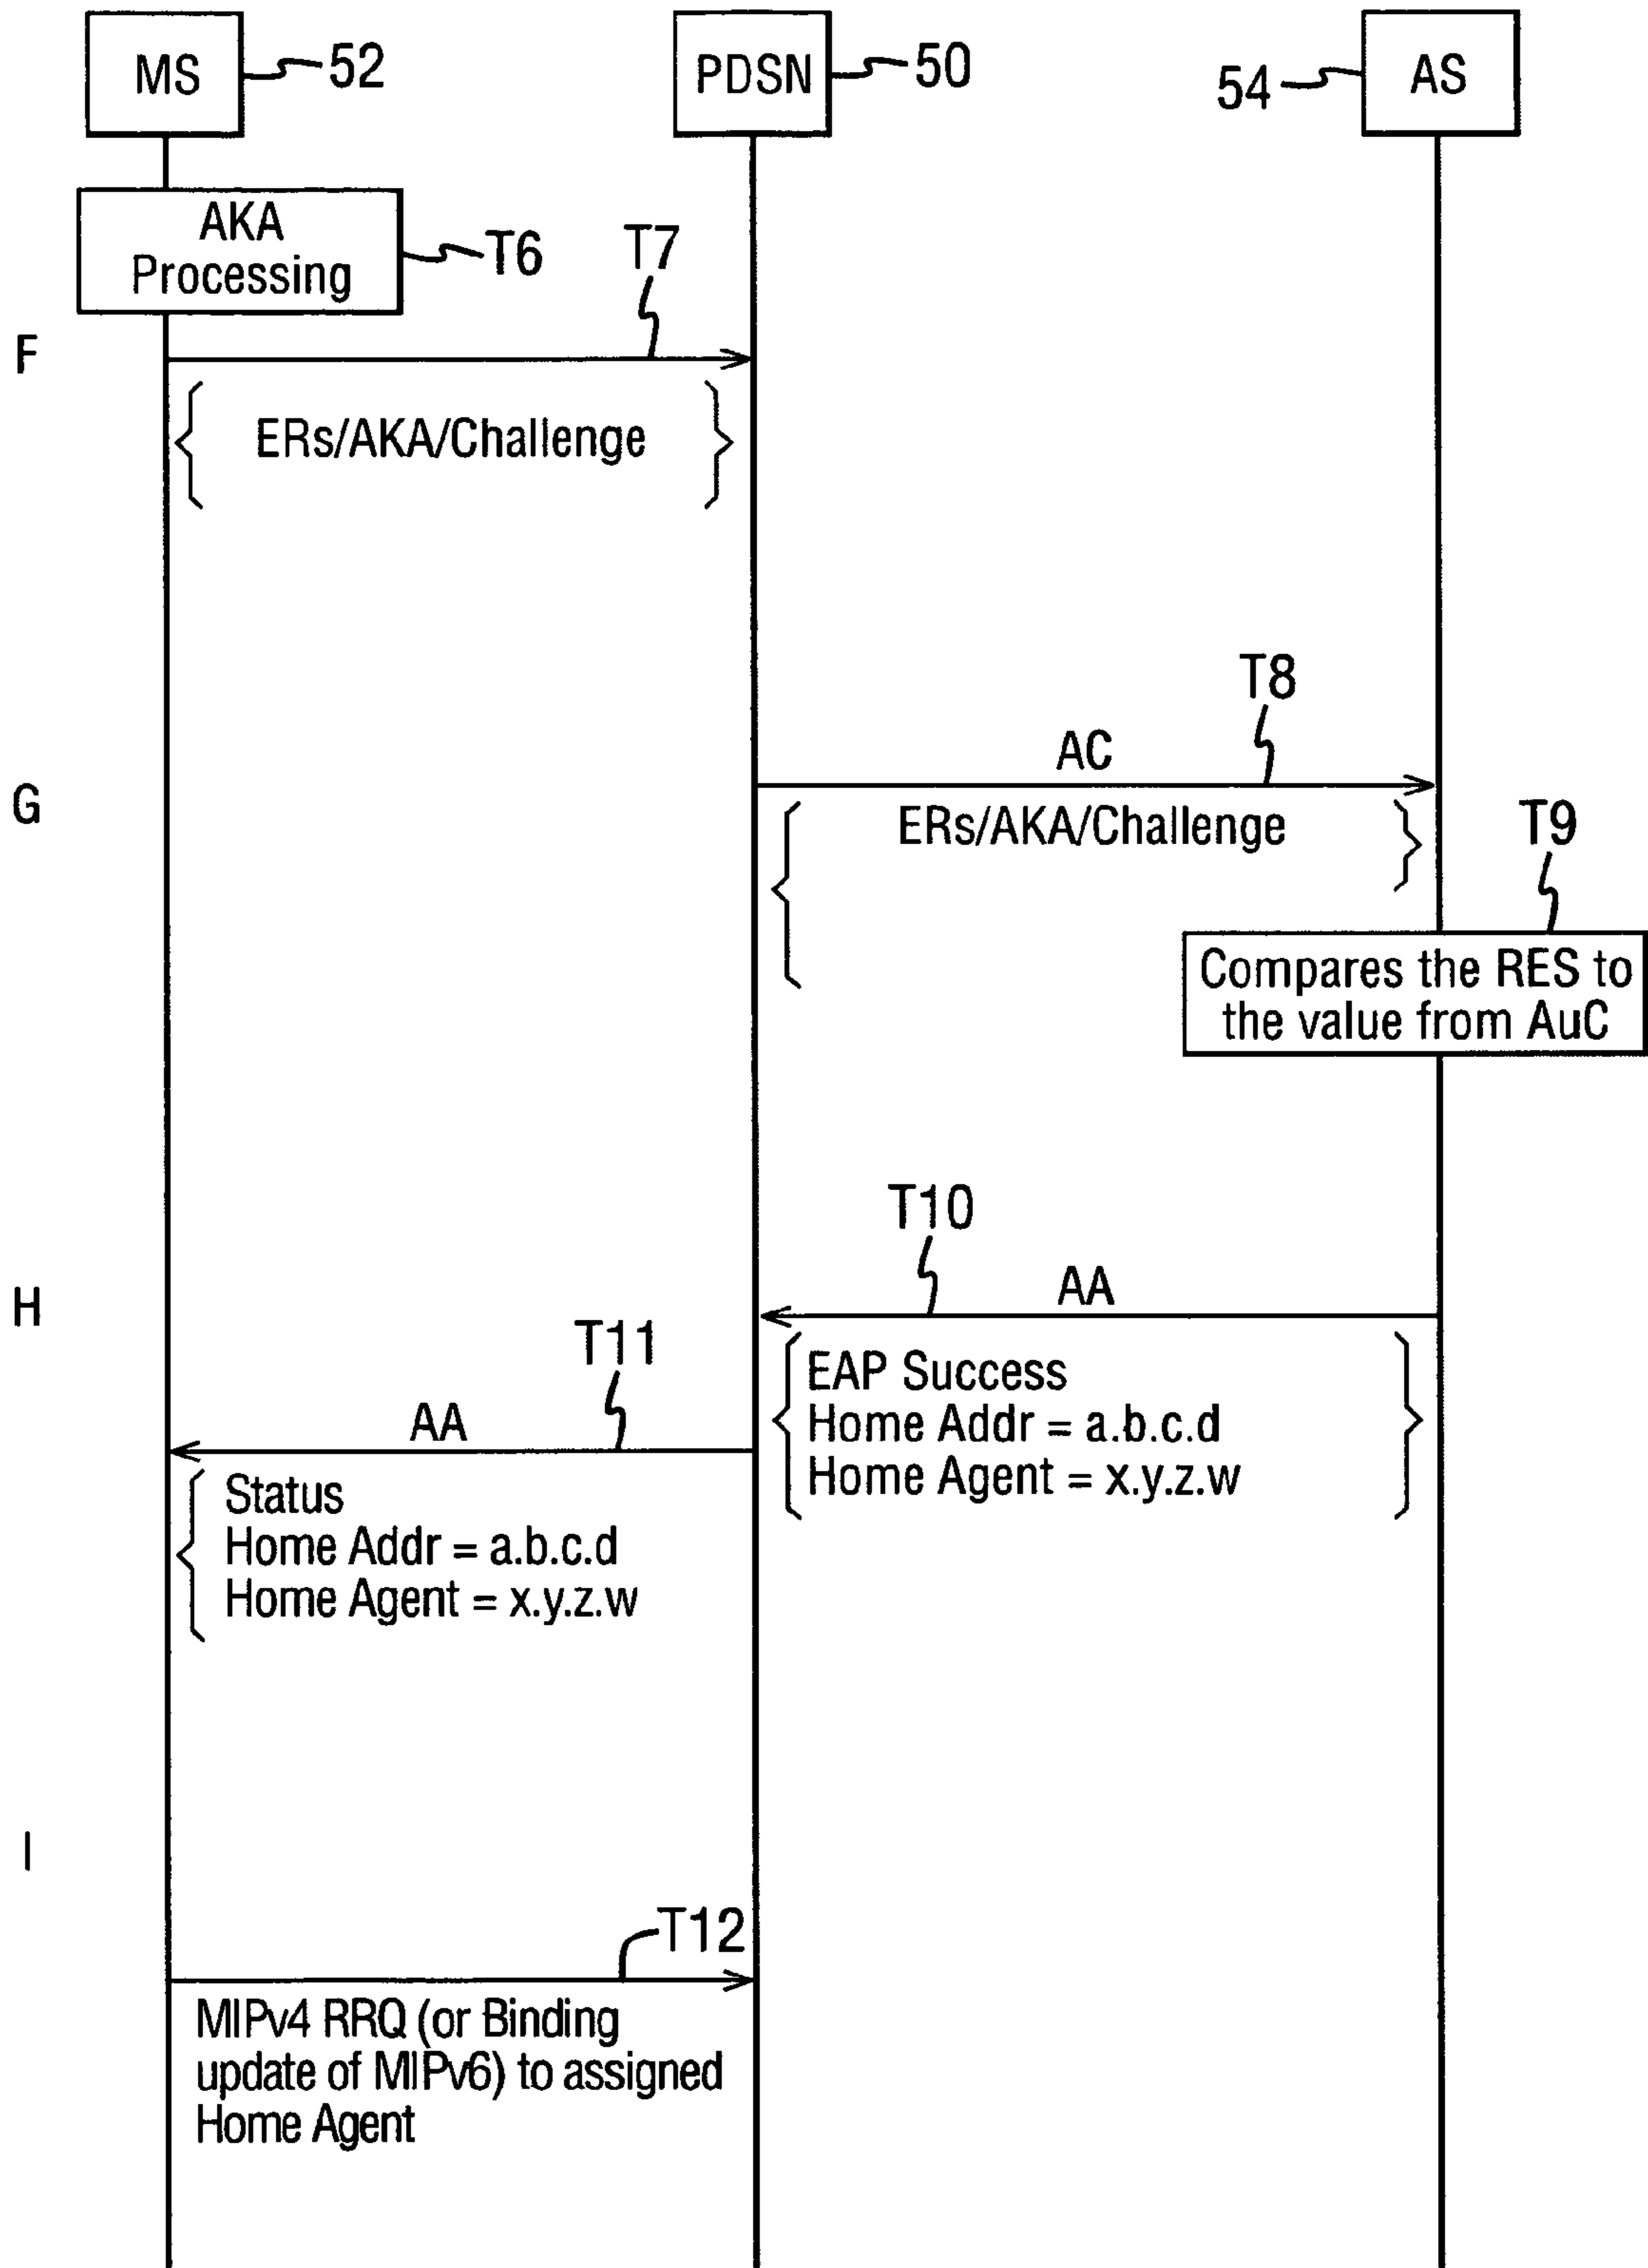 MS
52
PDSN
50
54
AS
AKA
Processing
T6
T7
F
ERs/AKA/Challenge
T8
AC
G
ERs/AKA/Challenge
T9
Compares the RES to
the value from AuC
T10
AA
H
EAP Success
Home Addr = a.b.c.d
Home Agent = x.y.z.w
T11
AA
Status
Home Addr = a.b.c.d
Home Agent = x.y.z.w
I
T12
MIPv4 RRQ (or Binding
update of MIPv6) to assigned
Home Agent